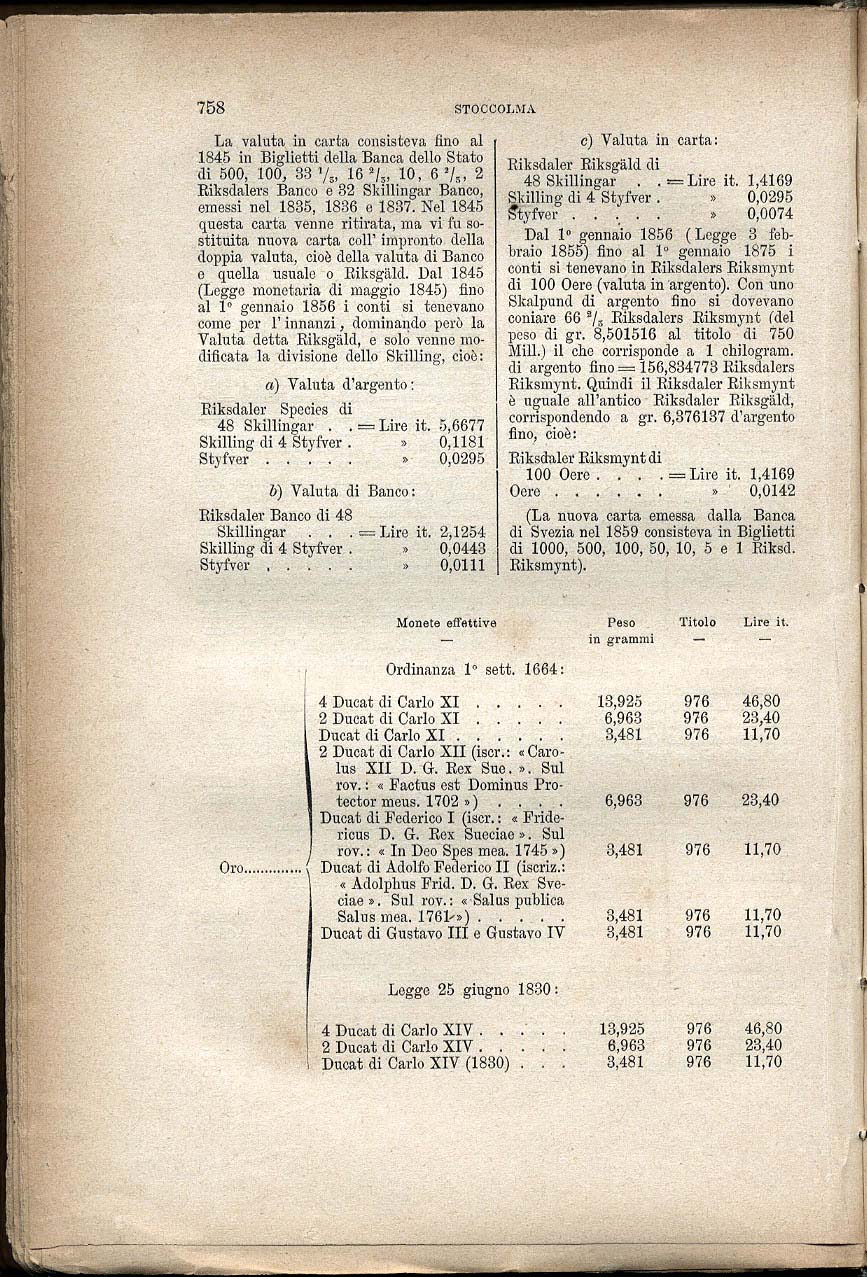 758
STOCCOLMA
La valuta in carta consisteva fino al
1845 in Biglietti della Banca dello Stato
di 500, 100, 33 ¹/₃, 16 ²/₃, 10, 6 ²/₃, 2
Riksdalers Banco e 32 Skillingar Banco,
emessi nel 1835, 1836 e 1837. Nel 1845
questa carta venne ritirata, ma vi fu so-
stituita nuova carta coll' impronto della
doppia valuta, cioè della valuta di Banco
e quella usuale o Riksgäld. Dal 1845
(Legge monetaria di maggio 1845) fino
al 1º gennaio 1856 i conti si tenevano
come per l'innanzi, dominando però la
Valuta detta Riksgäld, e solo venne mo-
dificata la divisione dello Skilling, cioè:
a) Valuta d'argento:
Riksdaler Species di
48 Skillingar . . = Lire it. 5,6677
Skilling di 4 Styfver . » 0,1181
Styfver . . . . . » 0,0295
b) Valuta di Banco:
Riksdaler Banco di 48
Skillingar . . . = Lire it. 2,1254
Skilling di 4 Styfver . » 0,0443
Styfver . . . . . » 0,0111
c) Valuta in carta:
Riksdaler Riksgäld di
48 Skillingar . . = Lire it. 1,4169
Skilling di 4 Styfver . » 0,0295
Styfver . . . . . » 0,0074
Dal 1º gennaio 1856 (Legge 3 feb-
braio 1855) fino al 1º gennaio 1875 i
conti si tenevano in Riksdalers Riksmynt
di 100 Oere (valuta in argento). Con uno
Skalpund di argento fino si dovevano
coniare 66 ²/₃ Riksdalers Riksmynt (del
peso di gr. 8,501516 al titolo di 750
Mill.) il che corrisponde a 1 chilogram.
di argento fino = 156,834773 Riksdalers
Riksmynt. Quindi il Riksdaler Riksmynt
è uguale all'antico Riksdaler Riksgäld,
corrispondendo a gr. 6,376137 d'argento
fino, cioè:
Riksdaler Riksmynt di
100 Oere . . . . = Lire it. 1,4169
Oere . . . . . . » 0,0142
(La nuova carta emessa dalla Banca
di Svezia nel 1859 consisteva in Biglietti
di 1000, 500, 100, 50, 10, 5 e 1 Riksd.
Riksmynt).
Monete effettive Peso Titolo Lire it.
— in grammi — —
Ordinanza 1º sett. 1664:
4 Ducat di Carlo XI . . . . . 13,925 976 46,80
2 Ducat di Carlo XI . . . . . 6,963 976 23,40
Ducat di Carlo XI . . . . . . 3,481 976 11,70
2 Ducat di Carlo XII (iscr.: « Caro-
lus XII D. G. Rex Sue. ». Sul
rov.: « Factus est Dominus Pro-
tector meus. 1702 ») . . . . 6,963 976 23,40
Ducat di Federico I (iscr.: « Fride-
ricus D. G. Rex Sueciae ». Sul
rov.: « In Deo Spes mea. 1745 ») 3,481 976 11,70
Oro.............. Ducat di Adolfo Federico II (iscriz.:
« Adolphus Frid. D. G. Rex Sve-
ciae ». Sul rov.: « Salus publica
Salus mea. 1761 ») . . . . . 3,481 976 11,70
Ducat di Gustavo III e Gustavo IV 3,481 976 11,70
Legge 25 giugno 1830:
4 Ducat di Carlo XIV . . . . . 13,925 976 46,80
2 Ducat di Carlo XIV . . . . . 6,963 976 23,40
Ducat di Carlo XIV (1830) . . . 3,481 976 11,70